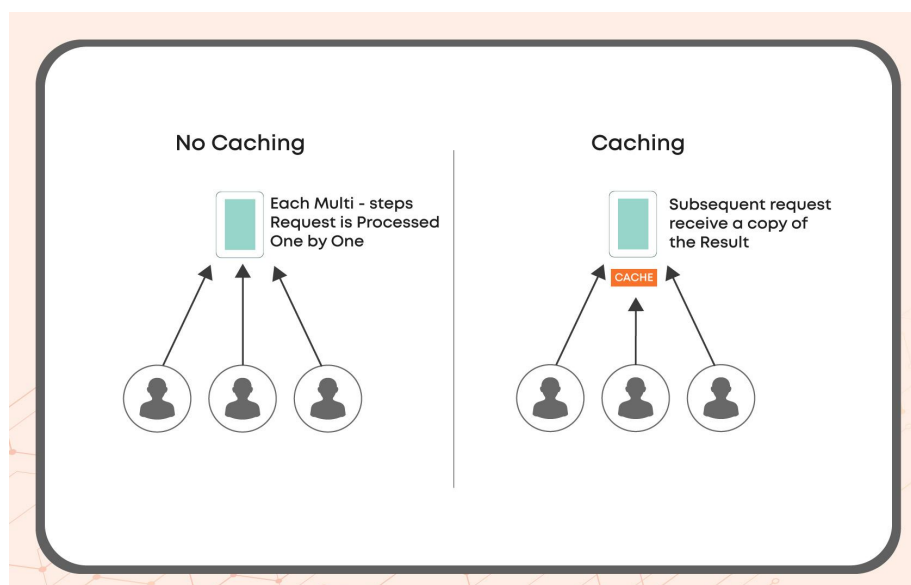 No Caching
Each Multi - steps
Request is Processed
One by One
Caching
Subsequent request
receive a copy of
the Result
CACHE